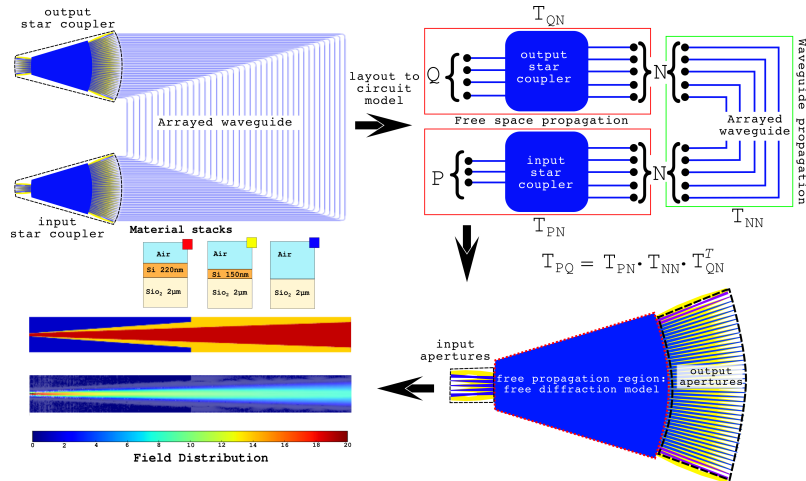 output
star coupler
Arrayed waveguide
input
star coupler
layout to
circuit model
T_QN
Q
output
star
coupler
N
Free space propagation
P
input
star
coupler
N
T_PN
Arrayed
waveguide
T_NN
Waveguide propagation
T_PQ = T_PN · T_NN · T_QN^T
Material stacks
Air
Si 220nm
SiO₂ 2μm
Air
Si 150nm
SiO₂ 2μm
Air
SiO₂ 2μm
input
apertures
free propagation region:
free diffraction model
output
apertures
0 2 4 6 8 10 12 14 16 18 20
Field Distribution